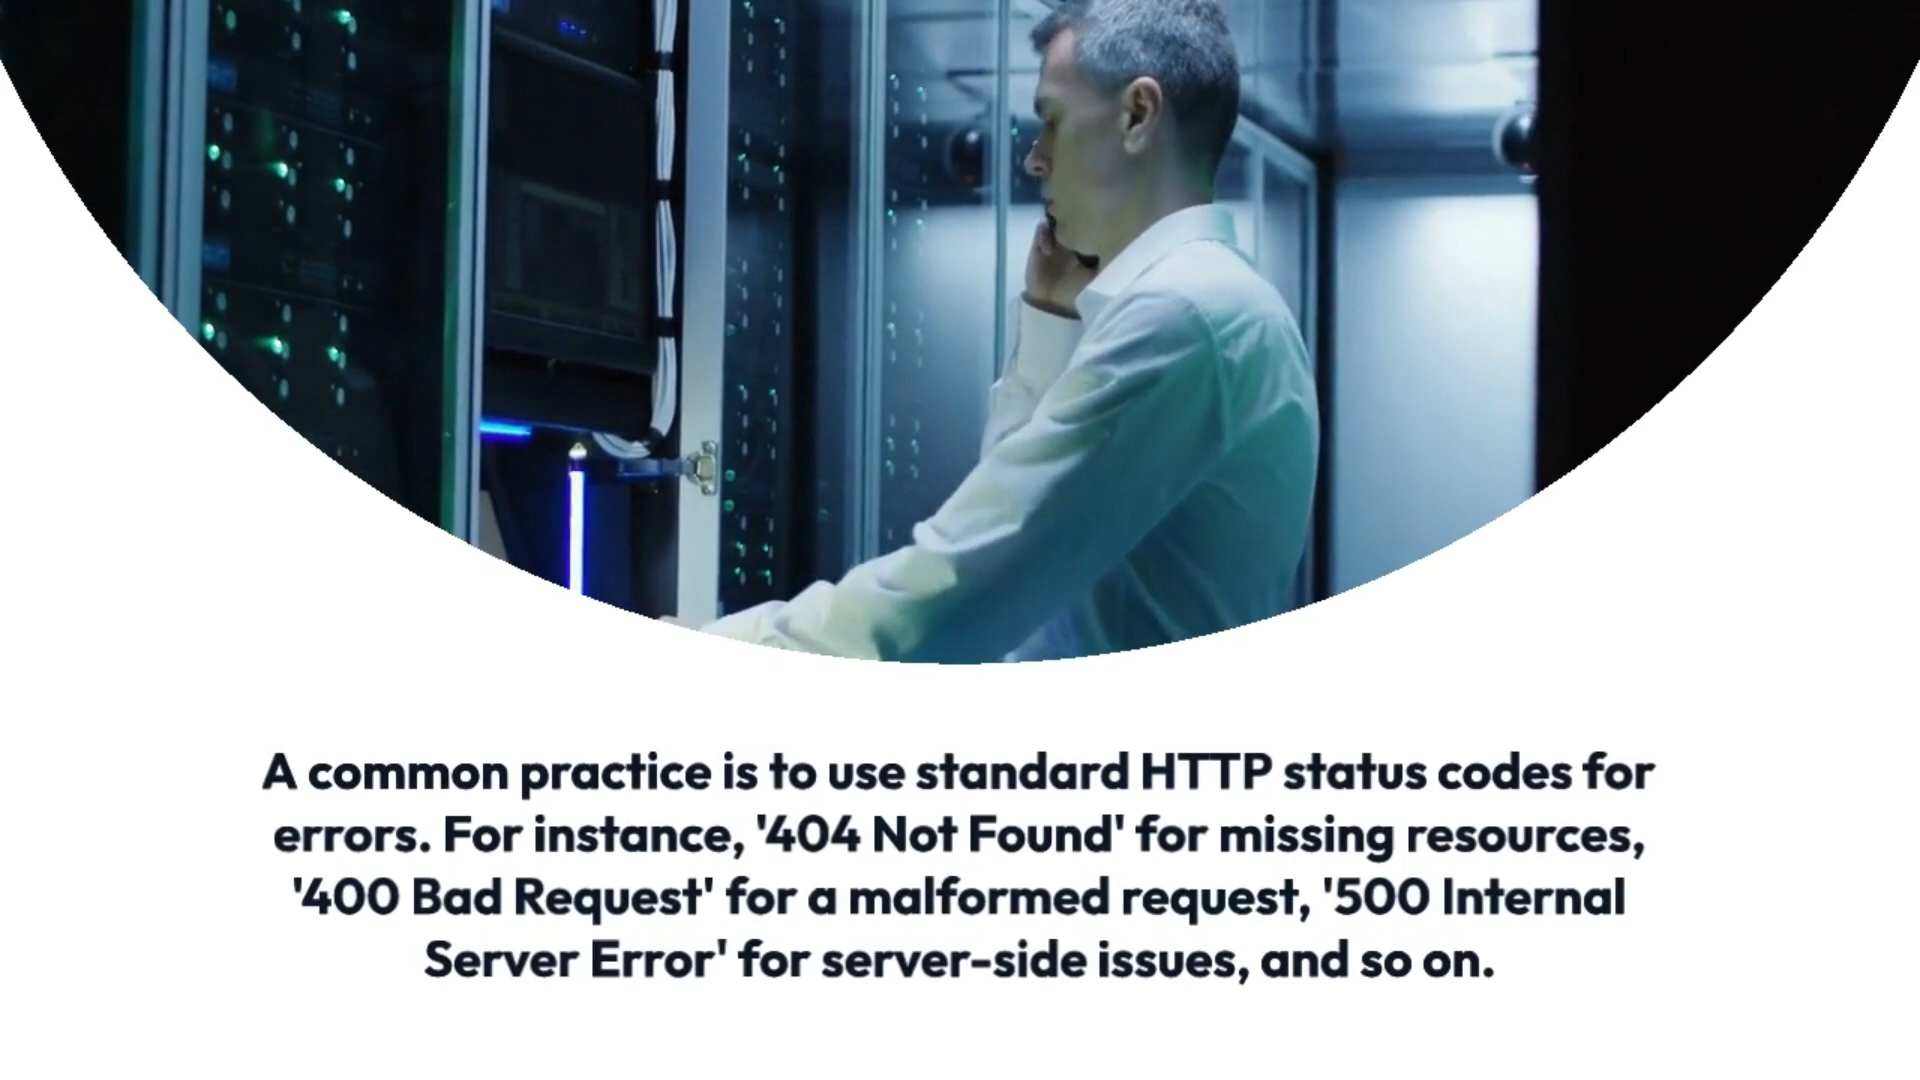 A common practice is to use standard HTTP status codes for
errors. For instance, '404 Not Found' for missing resources,
'400 Bad Request' for a malformed request, '500 Internal
Server Error' for server-side issues, and so on.